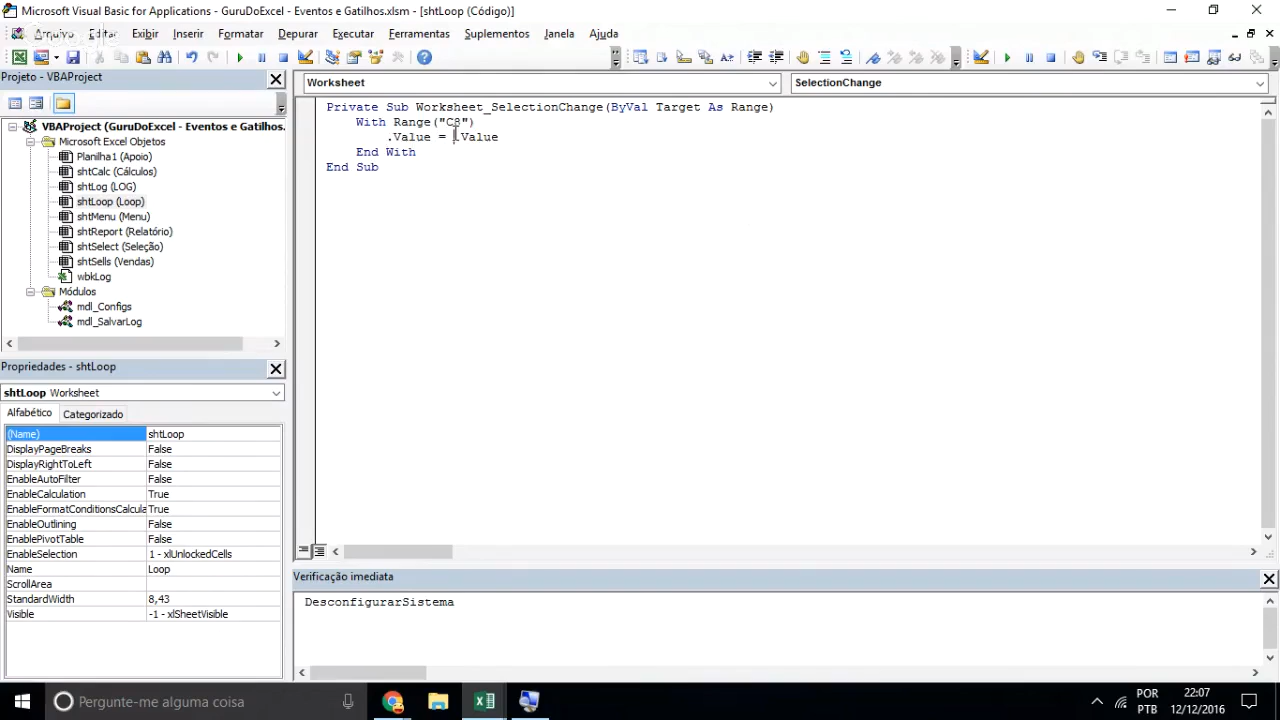 Microsoft Visual Basic for Applications - GuruDoExcel - Eventos e Gatilhos.xlsm - [shtLoop (Código)]
Arquivo Editar Exibir Inserir Formatar Depurar Executar Ferramentas Suplementos Janela Ajuda
Projeto - VBAProject
VBAProject (GuruDoExcel - Eventos e Gatilhos.
Microsoft Excel Objetos
Planilha1 (Apoio)
shtCalc (Cálculos)
shtLog (LOG)
shtLoop (Loop)
shtMenu (Menu)
shtReport (Relatório)
shtSelect (Seleção)
shtSells (Vendas)
wbkLog
Módulos
mdl_Configs
mdl_SalvarLog
Propriedades - shtLoop
shtLoop Worksheet
Alfabético Categorizado
(Name) shtLoop
DisplayPageBreaks False
DisplayRightToLeft False
EnableAutoFilter False
EnableCalculation True
EnableFormatConditionsCalcula True
EnableOutlining False
EnablePivotTable False
EnableSelection 1 - xlUnlockedCells
Name Loop
ScrollArea
StandardWidth 8,43
Visible -1 - xlSheetVisible
Worksheet SelectionChange
Private Sub Worksheet_SelectionChange(ByVal Target As Range)
With Range("C8")
.Value = .Value
End With
End Sub
Verificação imediata
DesconfigurarSistema
Pergunte-me alguma coisa
POR 22:07
PTB 12/12/2016